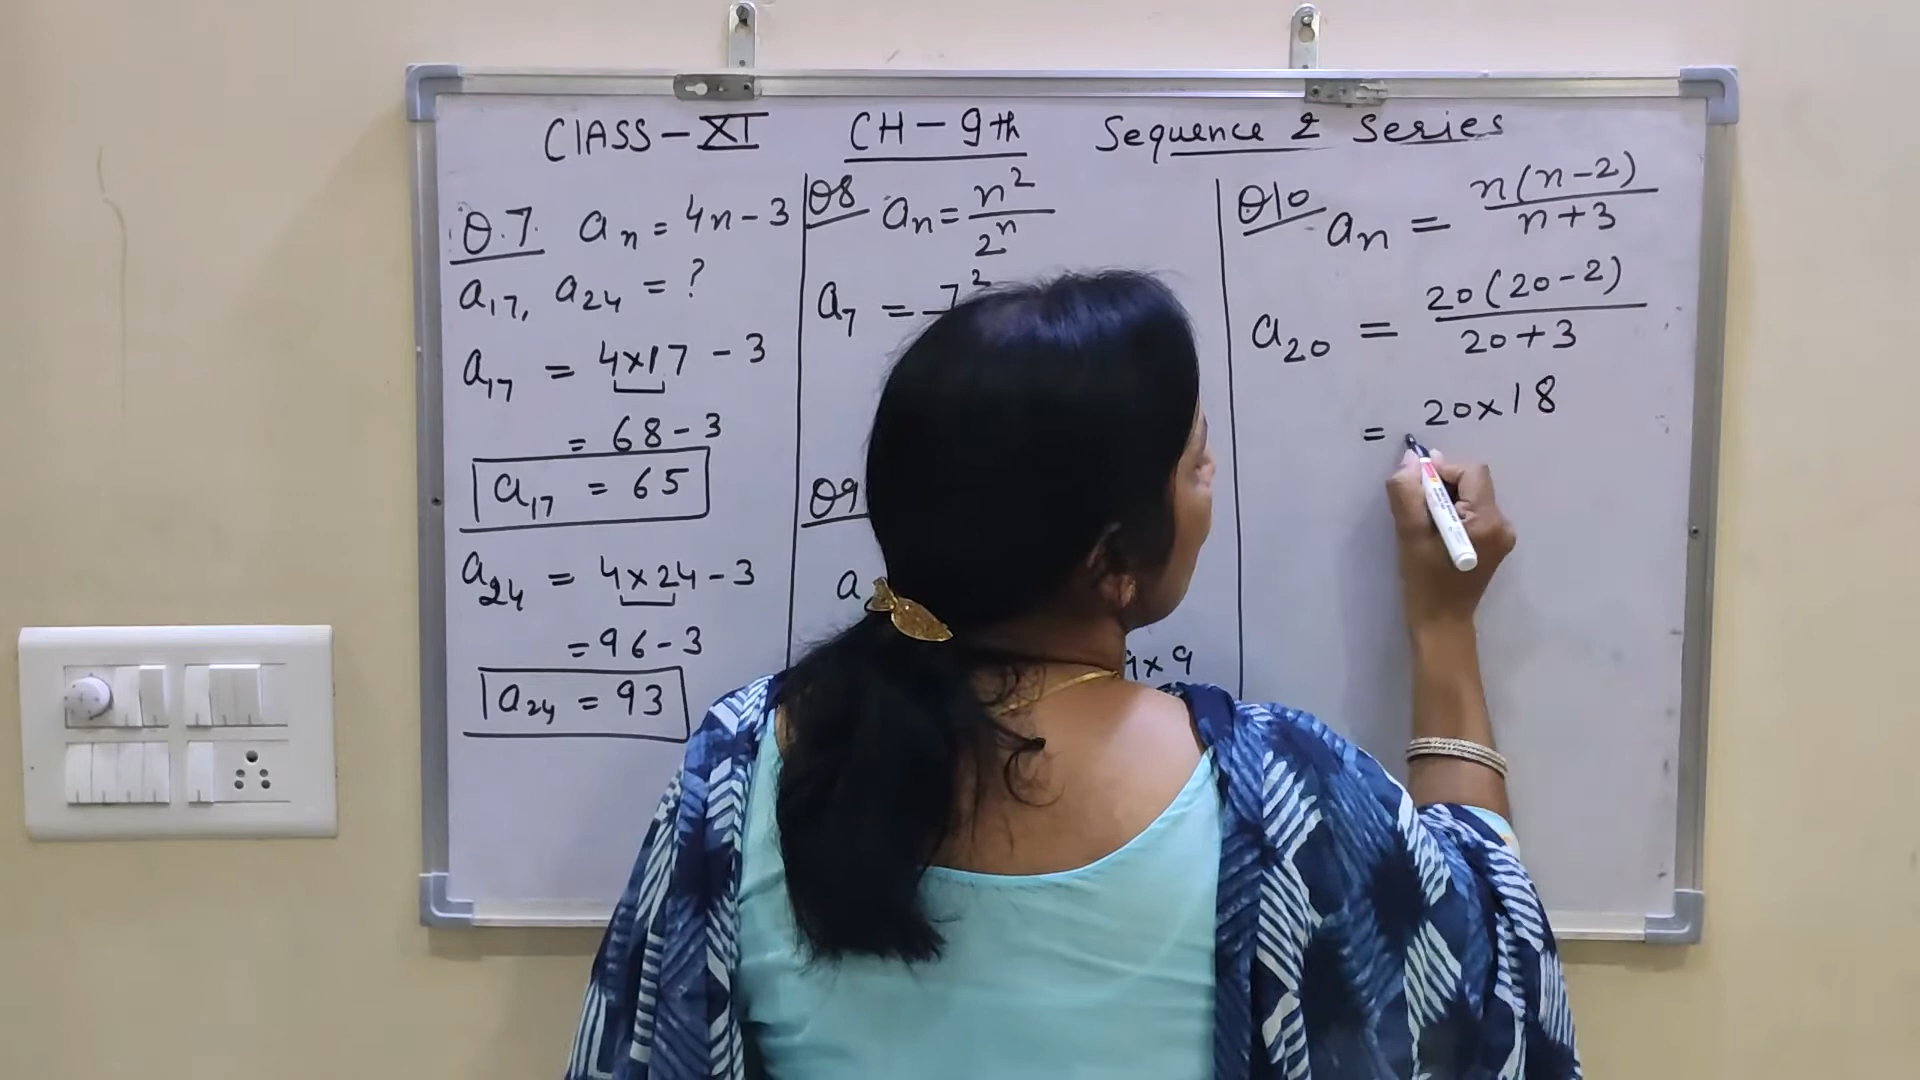 ClASS-XI CH-9th Sequence & Series
Q.7. an = 4n-3
a17, a24 = ?
a17 = 4×17 - 3
= 68-3
a17 = 65
a24 = 4×24-3
=96-3
a24 = 93
Q8 an = n²/2ⁿ
a7 = 7²
Q9
a
9×9
Q10 an = n(n-2)/n+3
a20 = 20(20-2)/20+3
= 20×18